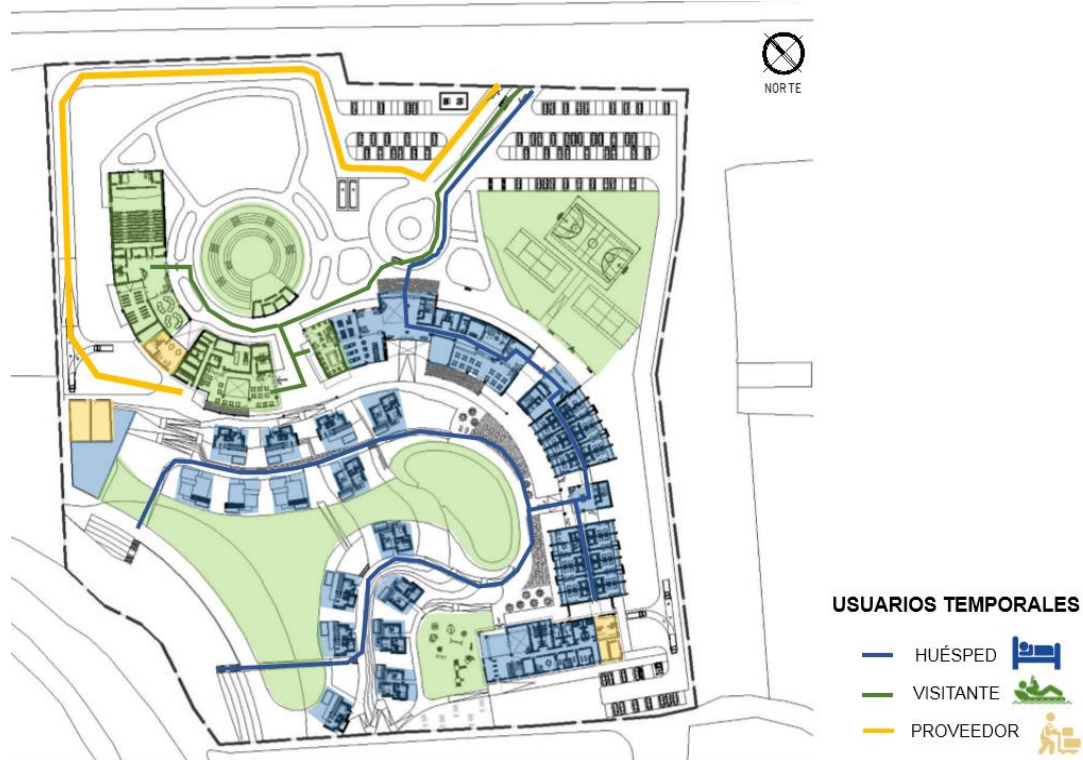 NORTE
USUARIOS TEMPORALES
HUÉSPED
VISITANTE
PROVEEDOR